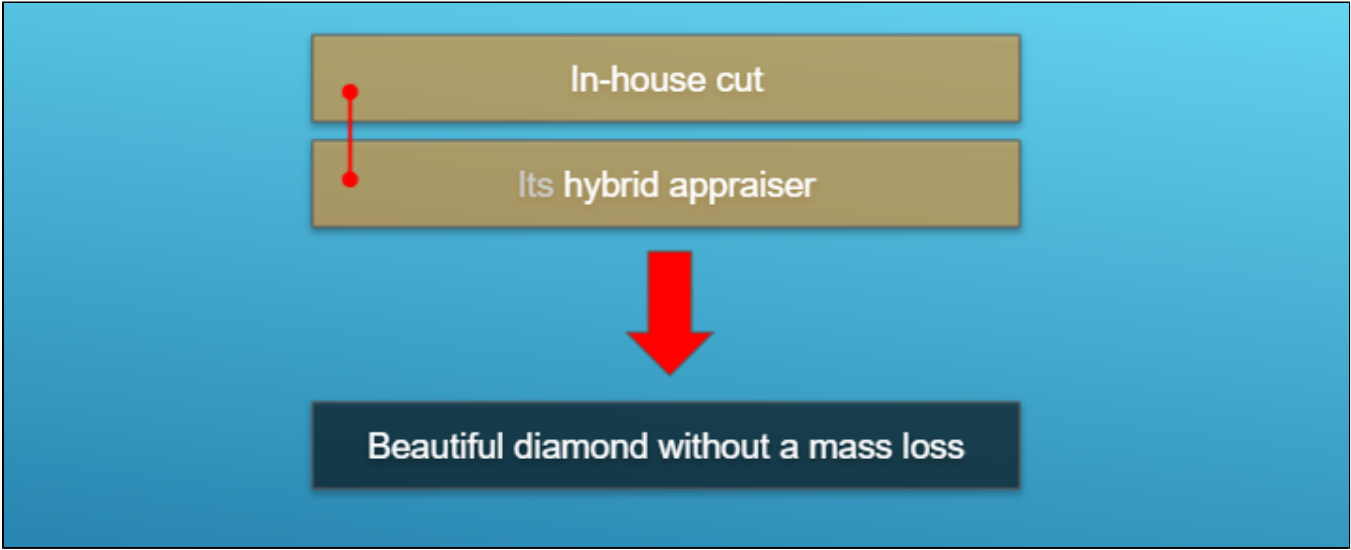 In-house cut
Its hybrid appraiser
Beautiful diamond without a mass loss